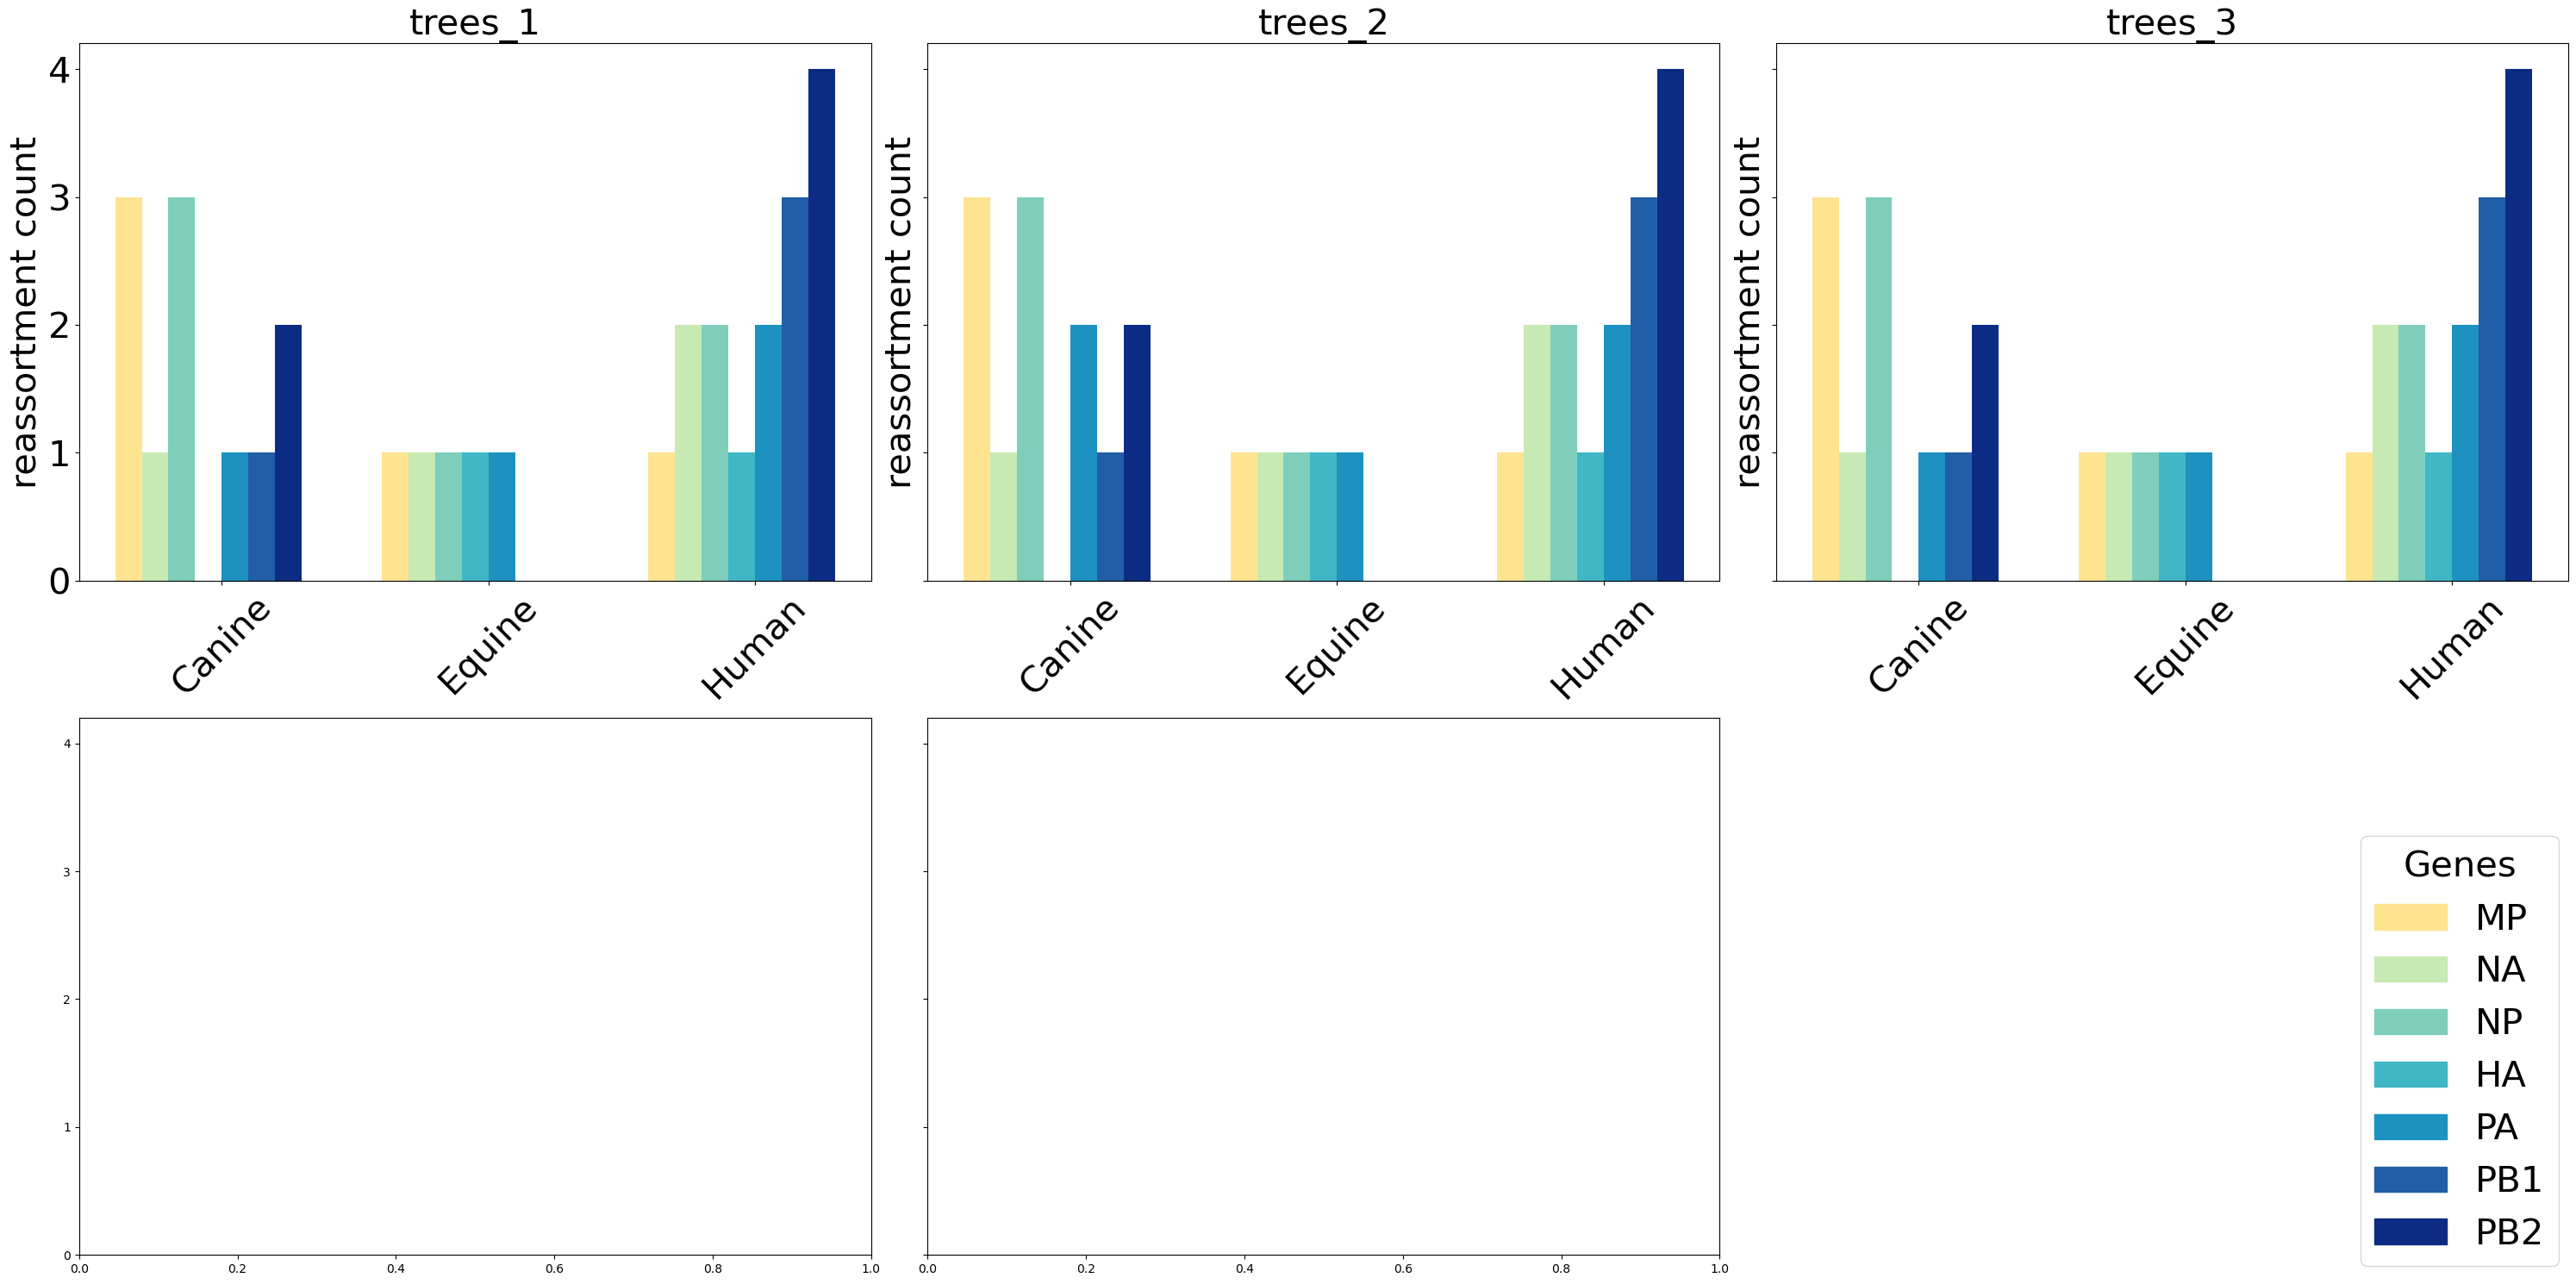 trees_1
trees_2
trees_3
reassortment count
4
3
2
1
0
Canine
Equine
Human
reassortment count
Canine
Equine
Human
reassortment count
Canine
Equine
Human
4
3
2
1
0
0.0 0.2 0.4 0.6 0.8 1.0
0.0 0.2 0.4 0.6 0.8 1.0
Genes
MP
NA
NP
HA
PA
PB1
PB2